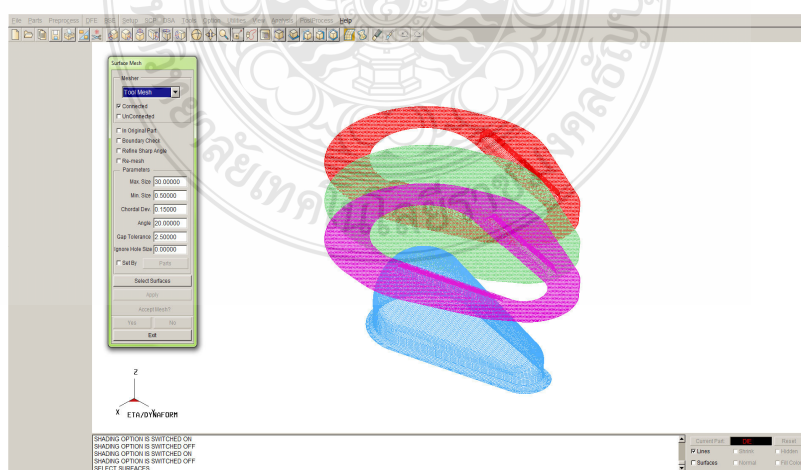 File Parts Preprocess DFE BSE Setup SCP DSA Tools Option Utilities View Analysis PostProcess Help
Surface Mesh
Mesher
Tool Mesh
Connected
UnConnected
In Original Part
Boundary Check
Refine Sharp Angle
Re-mesh
Parameters
Max. Size 30.00000
Min. Size 0.50000
Chordal Dev. 0.15000
Angle 20.00000
Gap Tolerance 2.50000
Ignore Hole Size 0.00000
Set By Parts
Select Surfaces
Apply
Accept Mesh?
Yes No
Exit
Z
X Y
ETA/DYNAFORM
SHADING OPTION IS SWITCHED ON
SHADING OPTION IS SWITCHED OFF
SHADING OPTION IS SWITCHED ON
SHADING OPTION IS SWITCHED OFF
SELECT SURFACES
Current Part DIE Reset
Lines Shrink Hidden
Surfaces Normal Fill Color